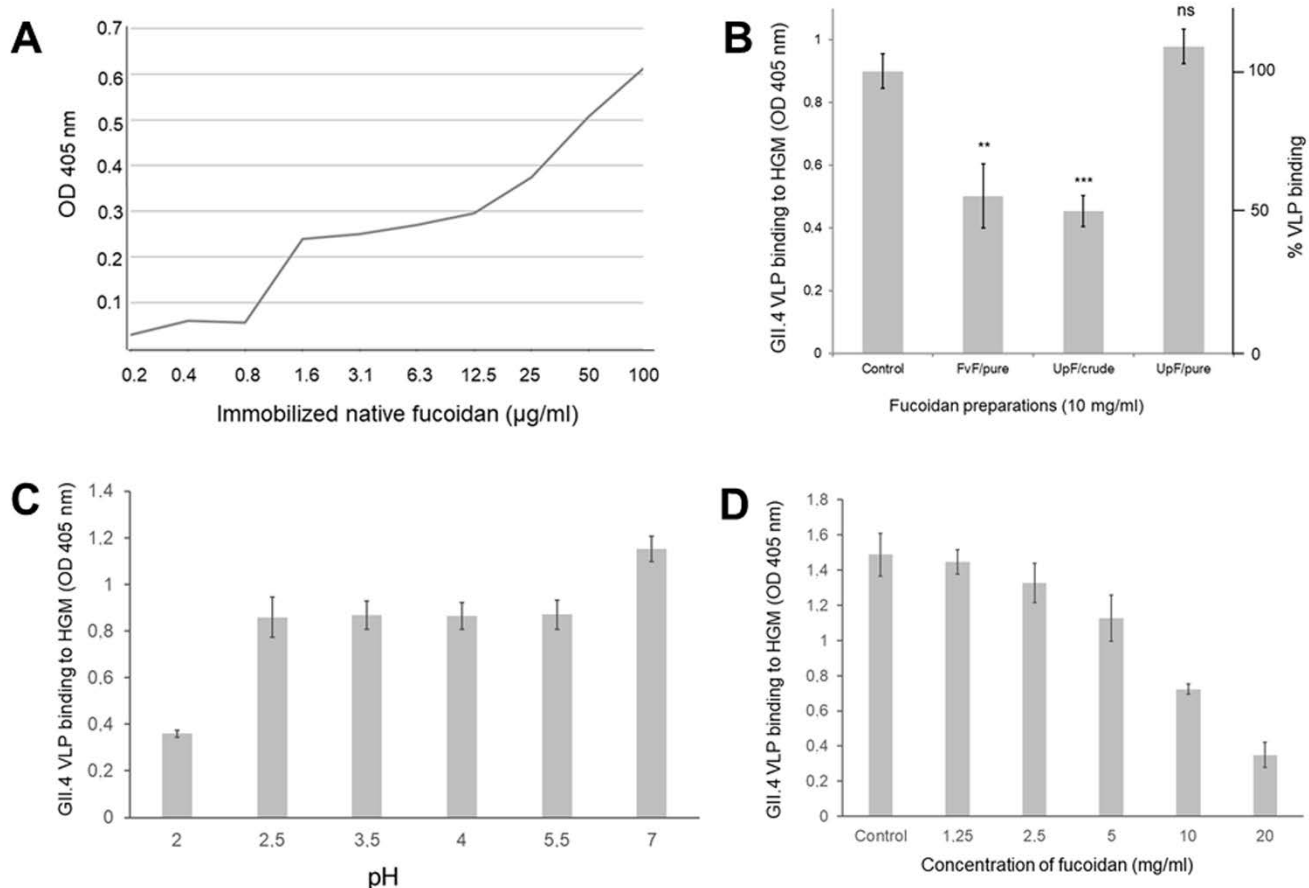 A
OD 405 nm
0.7
0.6
0.5
0.4
0.3
0.2
0.1
0.2 0.4 0.8 1.6 3.1 6.3 12.5 25 50 100
Immobilized native fucoidan (µg/ml)
B
GII.4 VLP binding to HGM (OD 405 nm)
1
0.8
0.6
0.4
0.2
0
**
***
ns
100
50
0
% VLP binding
Control FvF/pure UpF/crude UpF/pure
Fucoidan preparations (10 mg/ml)
C
GII.4 VLP binding to HGM (OD 405 nm)
1.4
1.2
1
0.8
0.6
0.4
0.2
0
2 2.5 3.5 4 5.5 7
pH
D
GII.4 VLP binding to HGM (OD 405 nm)
1.8
1.6
1.4
1.2
1
0.8
0.6
0.4
0.2
0
Control 1.25 2.5 5 10 20
Concentration of fucoidan (mg/ml)